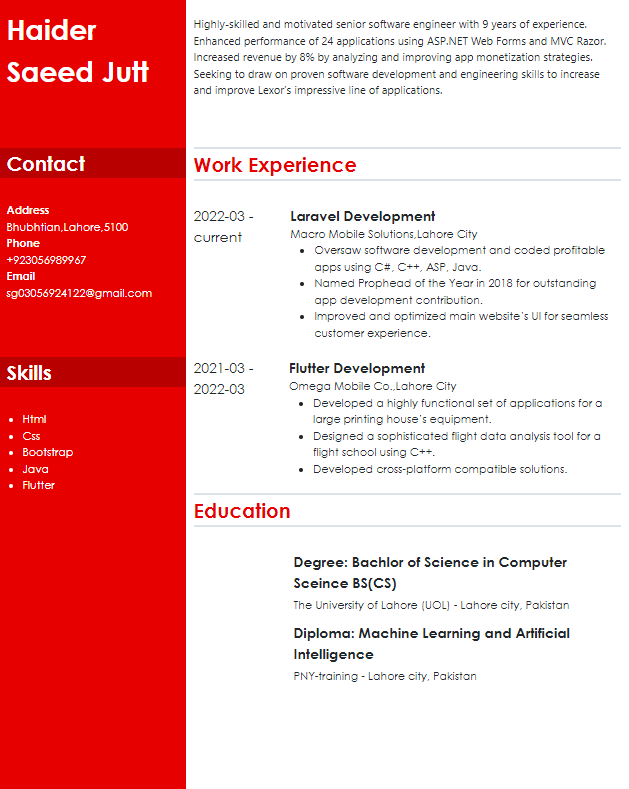 Haider
Saeed Jutt
Contact
Address
Bhubhtian,Lahore,5100
Phone
+923056989967
Email
sg03056924122@gmail.com
Skills
Html
Css
Bootstrap
Java
Flutter
Highly-skilled and motivated senior software engineer with 9 years of experience.
Enhanced performance of 24 applications using ASP.NET Web Forms and MVC Razor.
Increased revenue by 8% by analyzing and improving app monetization strategies.
Seeking to draw on proven software development and engineering skills to increase
and improve Lexor's impressive line of applications.
Work Experience
2022-03 -
current
Laravel Development
Macro Mobile Solutions,Lahore City
Oversaw software development and coded profitable
apps using C#, C++, ASP, Java.
Named Prophead of the Year in 2018 for outstanding
app development contribution.
Improved and optimized main website's UI for seamless
customer experience.
2021-03 -
2022-03
Flutter Development
Omega Mobile Co.,Lahore City
Developed a highly functional set of applications for a
large printing house's equipment.
Designed a sophisticated flight data analysis tool for a
flight school using C++.
Developed cross-platform compatible solutions.
Education
Degree: Bachlor of Science in Computer
Sceince BS(CS)
The University of Lahore (UOL) - Lahore city, Pakistan
Diploma: Machine Learning and Artificial
Intelligence
PNY-training - Lahore city, Pakistan